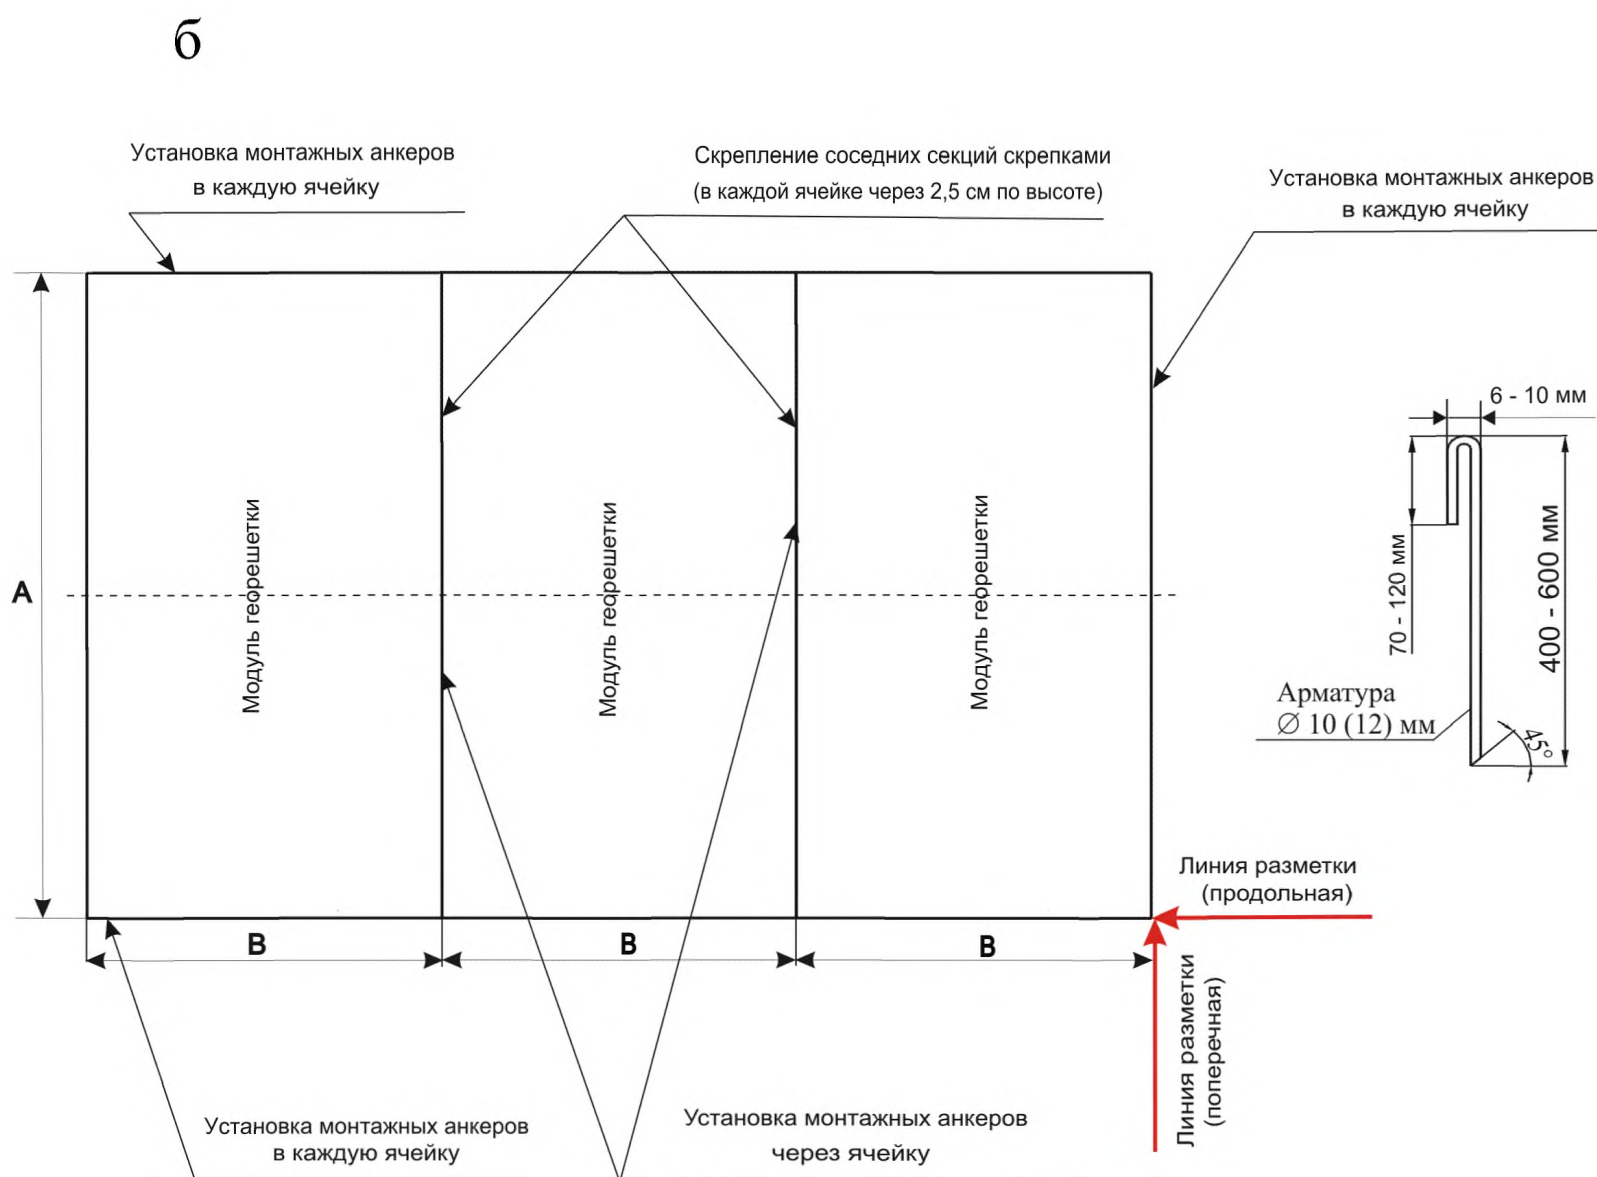 б
Установка монтажных анкеров
в каждую ячейку
Скрепление соседних секций скрепками
(в каждой ячейке через 2,5 см по высоте)
Установка монтажных анкеров
в каждую ячейку
6 - 10 мм
70 - 120 мм
400 - 600 мм
Арматура
∅ 10 (12) мм
45°
A
Модуль георешетки
Модуль георешетки
Модуль георешетки
B
B
B
Линия разметки
(продольная)
Линия разметки
(поперечная)
Установка монтажных анкеров
в каждую ячейку
Установка монтажных анкеров
через ячейку